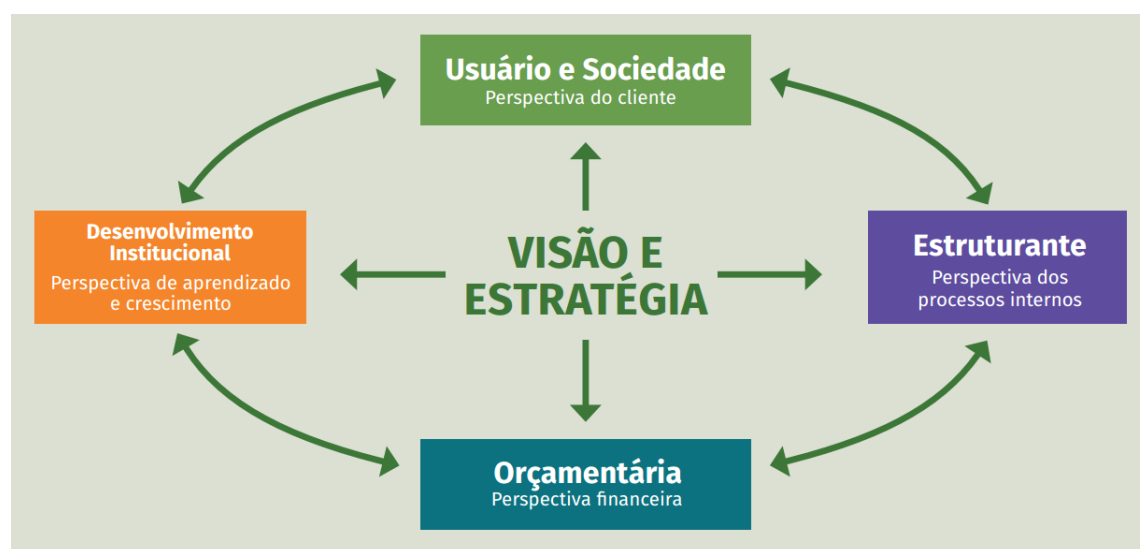 Usuário e Sociedade
Perspectiva do cliente
Desenvolvimento
Institucional
Perspectiva de aprendizado
e crescimento
VISÃO E
ESTRATÉGIA
Estruturante
Perspectiva dos
processos internos
Orçamentária
Perspectiva financeira